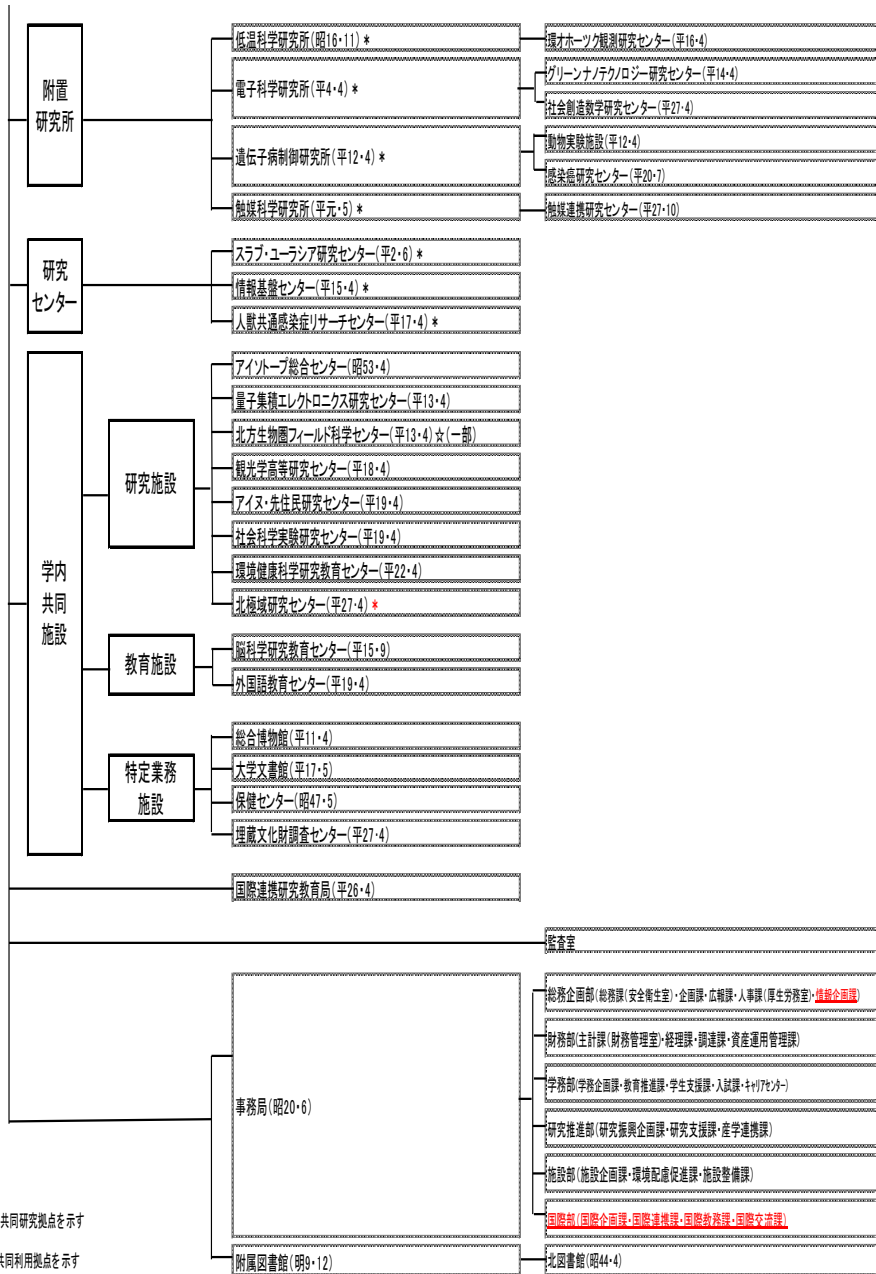 附置
研究所
低温科学研究所(昭16・11)*
環オホーツク観測研究センター(平16・4)
電子科学研究所(平4・4)*
グリーンナノテクノロジー研究センター(平14・4)
社会創造数学研究センター(平27・4)
遺伝子病制御研究所(平12・4)*
動物実験施設(平12・4)
感染癌研究センター(平20・7)
触媒科学研究所(平元・5)*
触媒連携研究センター(平27・10)
研究
センター
スラブ・ユーラシア研究センター(平2・6)*
情報基盤センター(平15・4)*
人獣共通感染症リサーチセンター(平17・4)*
学内
共同
施設
研究施設
アイソトープ総合センター(昭53・4)
量子集積エレクトロニクス研究センター(平13・4)
北方生物圏フィールド科学センター(平13・4)☆(一部)
観光学高等研究センター(平18・4)
アイヌ・先住民研究センター(平19・4)
社会科学実験研究センター(平19・4)
環境健康科学研究教育センター(平22・4)
北極域研究センター(平27・4)*
教育施設
脳科学研究教育センター(平15・9)
外国語教育センター(平19・4)
特定業務
施設
総合博物館(平11・4)
大学文書館(平17・5)
保健センター(昭47・5)
埋蔵文化財調査センター(平27・4)
国際連携研究教育局(平26・4)
監査室
事務局(昭20・6)
総務企画部(総務課(安全衛生室)・企画課・広報課・人事課(厚生労務室)・情報企画課)
財務部(主計課(財務管理室)・経理課・調達課・資産運用管理課)
学務部(学務企画課・教育推進課・学生支援課・入試課・キャリアセンター)
研究推進部(研究振興企画課・研究支援課・産学連携課)
施設部(施設企画課・環境配慮促進課・施設整備課)
国際部(国際企画課・国際連携課・国際教務課・国際交流課)
附属図書館(明9・12)
北図書館(昭44・4)
共同研究拠点を示す
共同利用拠点を示す